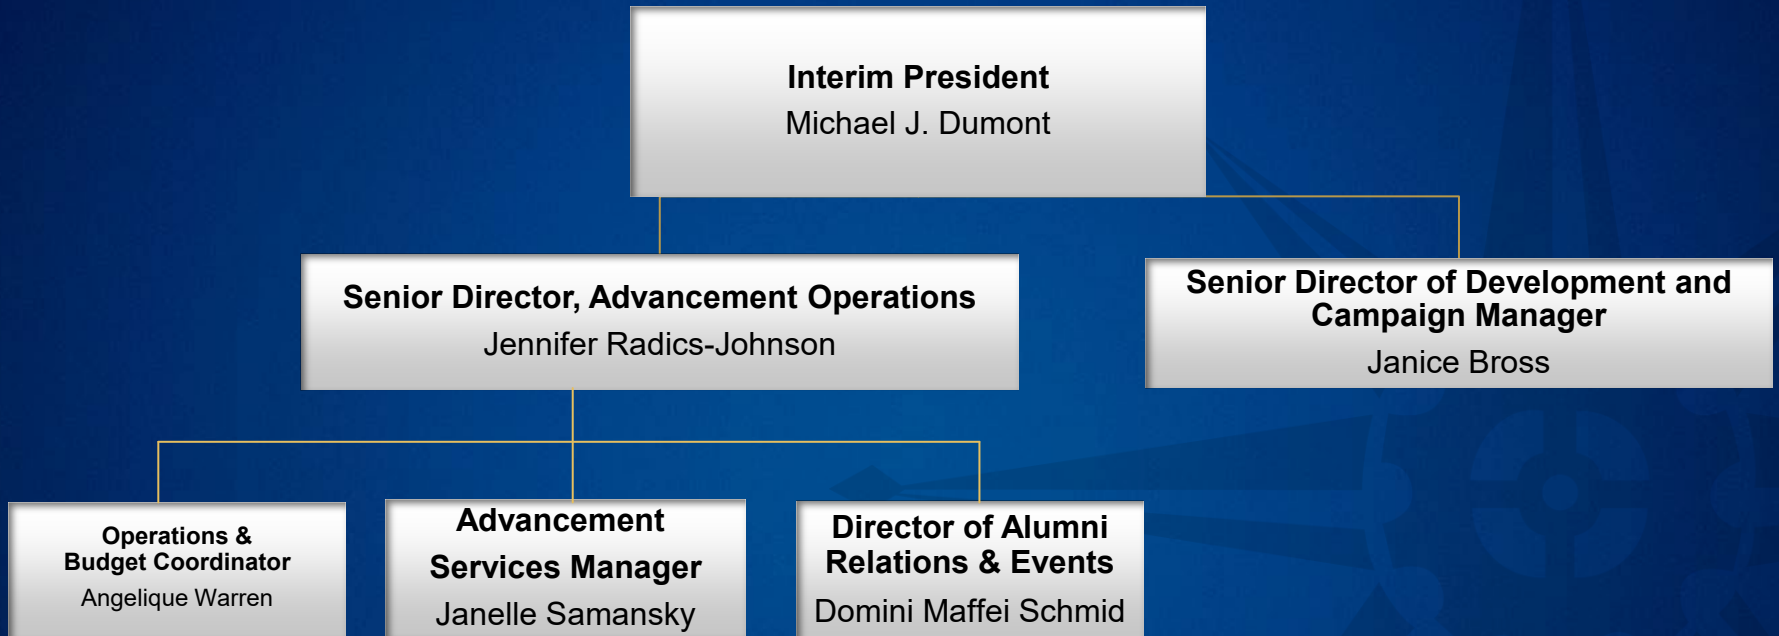 Interim President
Michael J. Dumont
Senior Director, Advancement Operations
Jennifer Radics-Johnson
Senior Director of Development and
Campaign Manager
Janice Bross
Operations &
Budget Coordinator
Angelique Warren
Advancement
Services Manager
Janelle Samansky
Director of Alumni
Relations & Events
Domini Maffei Schmid